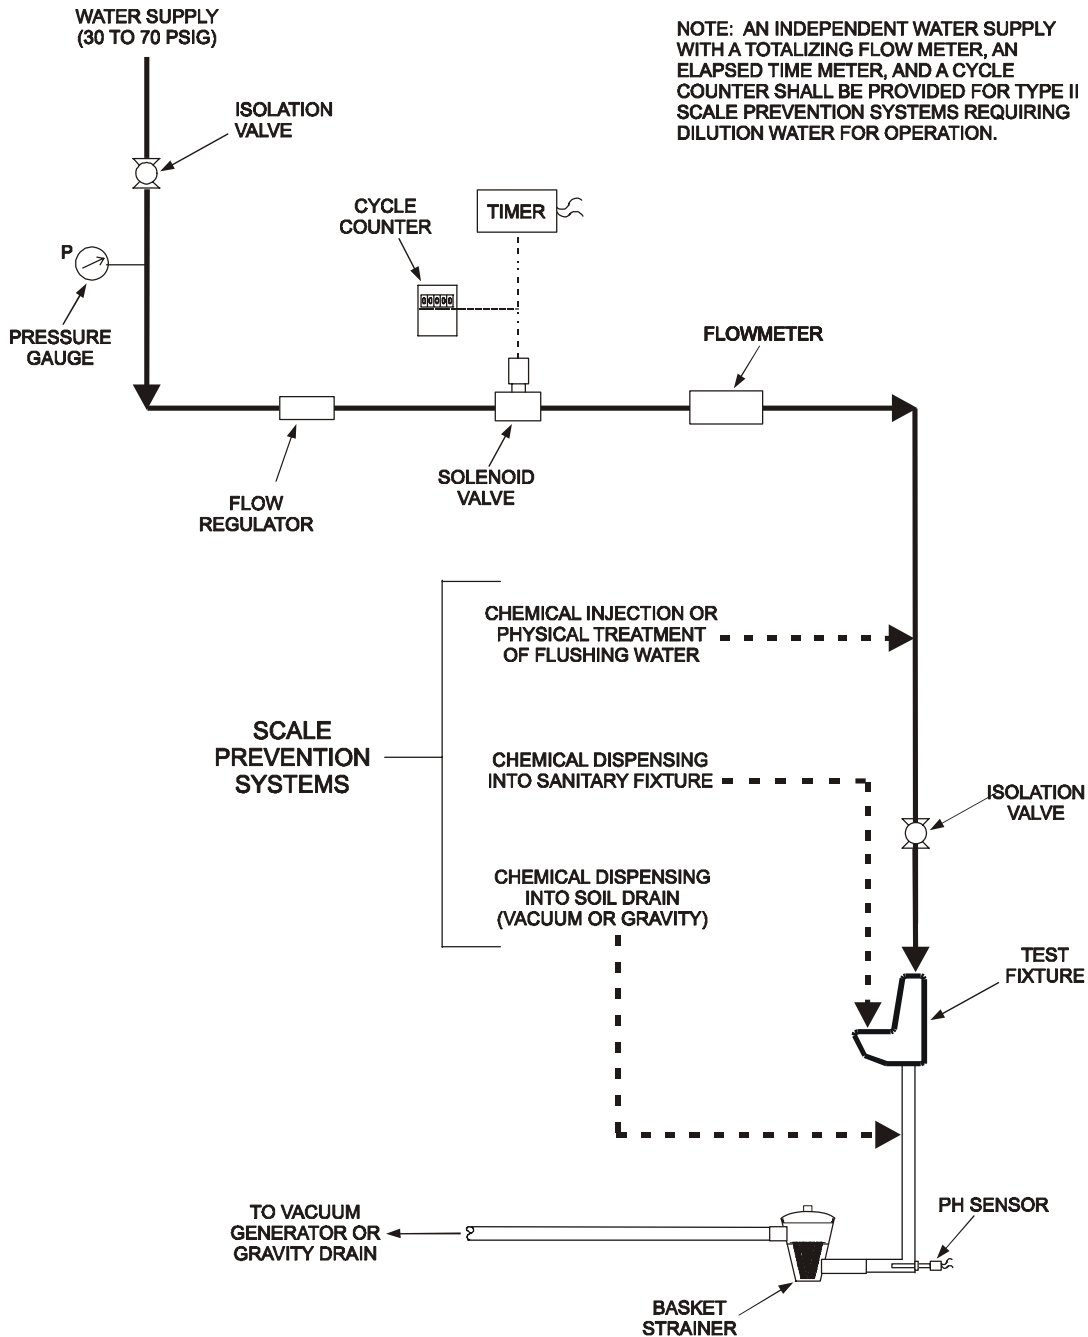 WATER SUPPLY
(30 TO 70 PSIG)
NOTE: AN INDEPENDENT WATER SUPPLY
WITH A TOTALIZING FLOW METER, AN
ELAPSED TIME METER, AND A CYCLE
COUNTER SHALL BE PROVIDED FOR TYPE II
SCALE PREVENTION SYSTEMS REQUIRING
DILUTION WATER FOR OPERATION.
ISOLATION
VALVE
CYCLE
COUNTER
TIMER
P
00000
PRESSURE
GAUGE
FLOWMETER
SOLENOID
VALVE
FLOW
REGULATOR
CHEMICAL INJECTION OR
PHYSICAL TREATMENT
OF FLUSHING WATER
SCALE
PREVENTION
SYSTEMS
CHEMICAL DISPENSING
INTO SANITARY FIXTURE
ISOLATION
VALVE
CHEMICAL DISPENSING
INTO SOIL DRAIN
(VACUUM OR GRAVITY)
TEST
FIXTURE
PH SENSOR
TO VACUUM
GENERATOR OR
GRAVITY DRAIN
BASKET
STRAINER